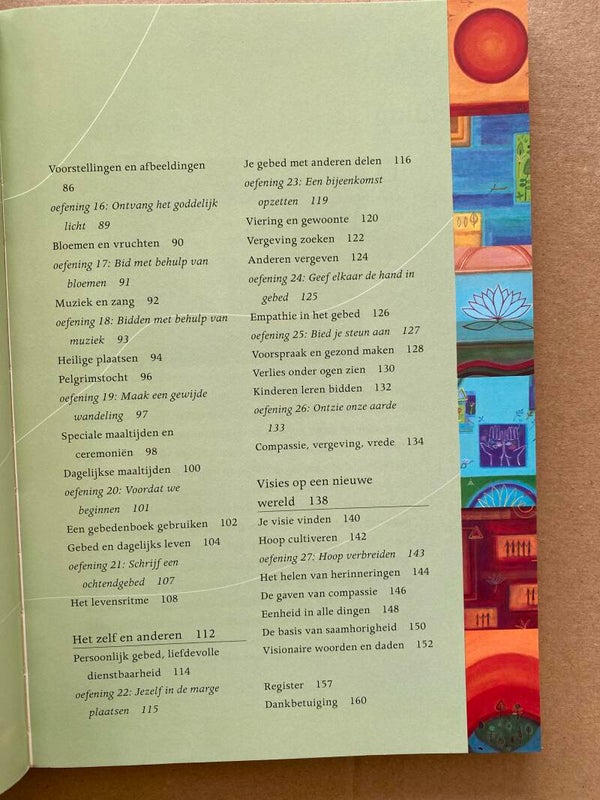 Voorstellingen en afbeeldingen
86
oefening 16: Ontvang het goddelijk
licht 89
Bloemen en vruchten 90
oefening 17: Bid met behulp van
bloemen 91
Muziek en zang 92
oefening 18: Bidden met behulp van
muziek 93
Heilige plaatsen 94
Pelgrimstocht 96
oefening 19: Maak een gewijde
wandeling 97
Speciale maaltijden en
ceremoniën 98
Dagelijkse maaltijden 100
oefening 20: Voordat we
beginnen 101
Een gebedenboek gebruiken 102
Gebed en dagelijks leven 104
oefening 21: Schrijf een
ochtendgebed 107
Het levensritme 108
Het zelf en anderen 112
Persoonlijk gebed, liefdevolle
dienstbaarheid 114
oefening 22: Jezelf in de marge
plaatsen 115
Je gebed met anderen delen 116
oefening 23: Een bijeenkomst
opzetten 119
Viering en gewoonte 120
Vergeving zoeken 122
Anderen vergeven 124
oefening 24: Geef elkaar de hand in
gebed 125
Empathie in het gebed 126
oefening 25: Bied je steun aan 127
Voorspraak en gezond maken 128
Verlies onder ogen zien 130
Kinderen leren bidden 132
oefening 26: Ontzie onze aarde
133
Compassie, vergeving, vrede 134
Visies op een nieuwe
wereld 138
Je visie vinden 140
Hoop cultiveren 142
oefening 27: Hoop verbreiden 143
Het helen van herinneringen 144
De gaven van compassie 146
Eenheid in alle dingen 148
De basis van saamhorigheid 150
Visionaire woorden en daden 152
Register 157
Dankbetuiging 160